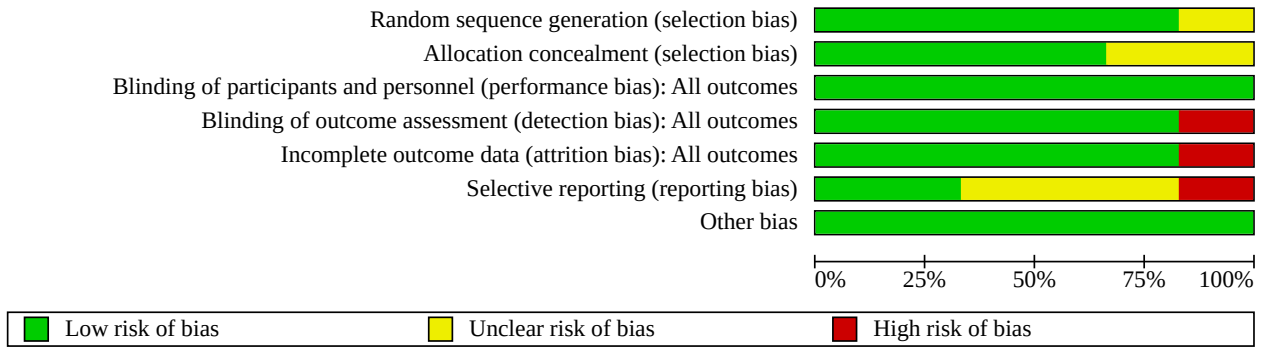 Random sequence generation (selection bias)
Allocation concealment (selection bias)
Blinding of participants and personnel (performance bias): All outcomes
Blinding of outcome assessment (detection bias): All outcomes
Incomplete outcome data (attrition bias): All outcomes
Selective reporting (reporting bias)
Other bias
0% 25% 50% 75% 100%
Low risk of bias Unclear risk of bias High risk of bias